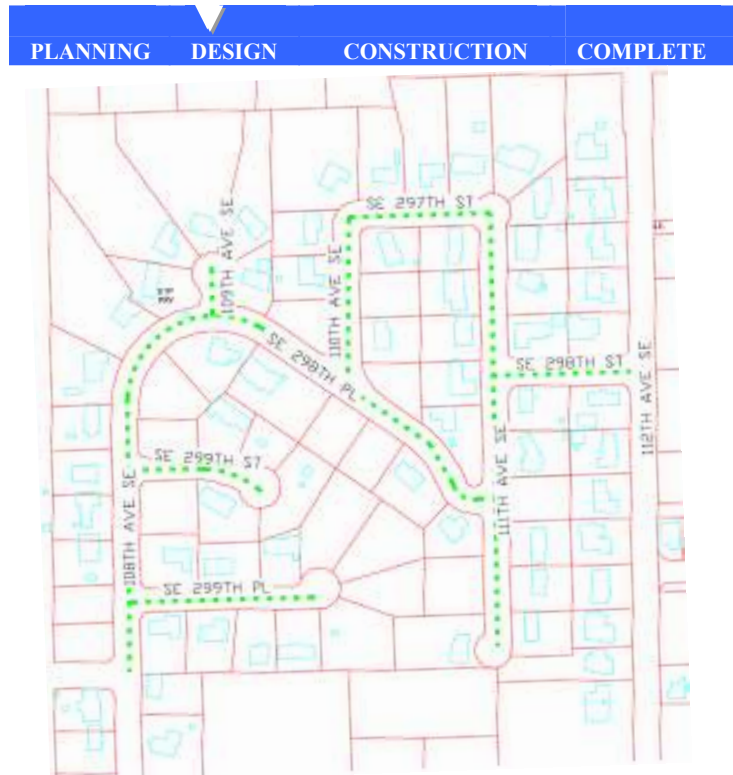 PLANNING DESIGN CONSTRUCTION COMPLETE
SE 297TH ST
109TH AVE SE
110TH AVE SE
SE 298TH PL
SE 298TH ST
112TH AVE SE
SE 299TH ST
111TH AVE SE
108TH AVE SE
SE 299TH PL